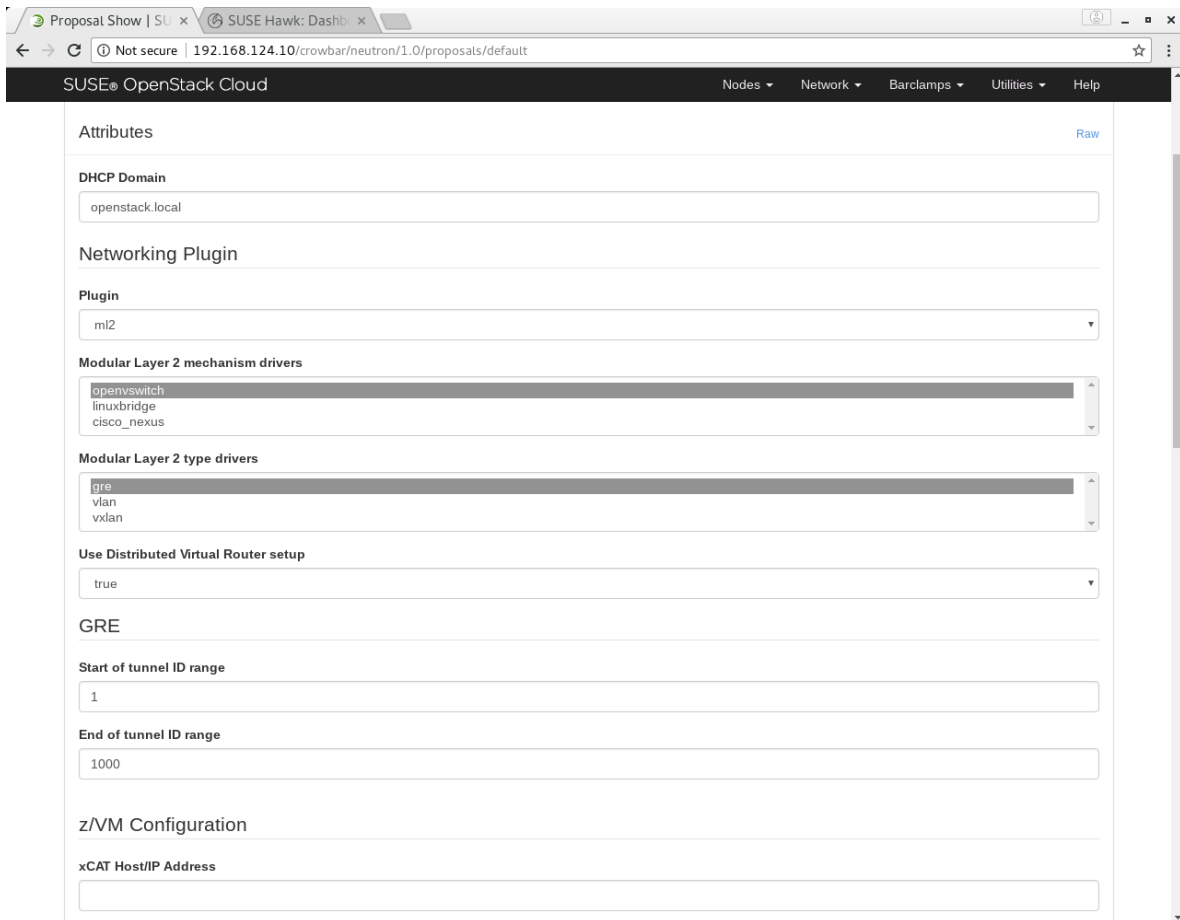 Proposal Show | SU
SUSE Hawk: Dashb
Not secure | 192.168.124.10/crowbar/neutron/1.0/proposals/default
SUSE® OpenStack Cloud Nodes Network Barclamps Utilities Help
Attributes Raw
DHCP Domain
openstack.local
Networking Plugin
Plugin
ml2
Modular Layer 2 mechanism drivers
openvswitch
linuxbridge
cisco_nexus
Modular Layer 2 type drivers
gre
vlan
vxlan
Use Distributed Virtual Router setup
true
GRE
Start of tunnel ID range
1
End of tunnel ID range
1000
z/VM Configuration
xCAT Host/IP Address